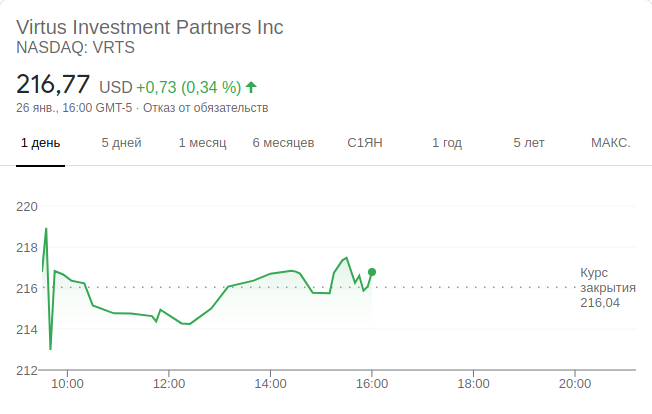 Virtus Investment Partners Inc
NASDAQ: VRTS
216,77 USD +0,73 (0,34 %)
26 янв., 16:00 GMT-5 · Отказ от обязательств
1 день 5 дней 1 месяц 6 месяцев С1ЯН 1 год 5 лет МАКС.
220
218
216
214
212
Курс
закрытия
216,04
10:00 12:00 14:00 16:00 18:00 20:00